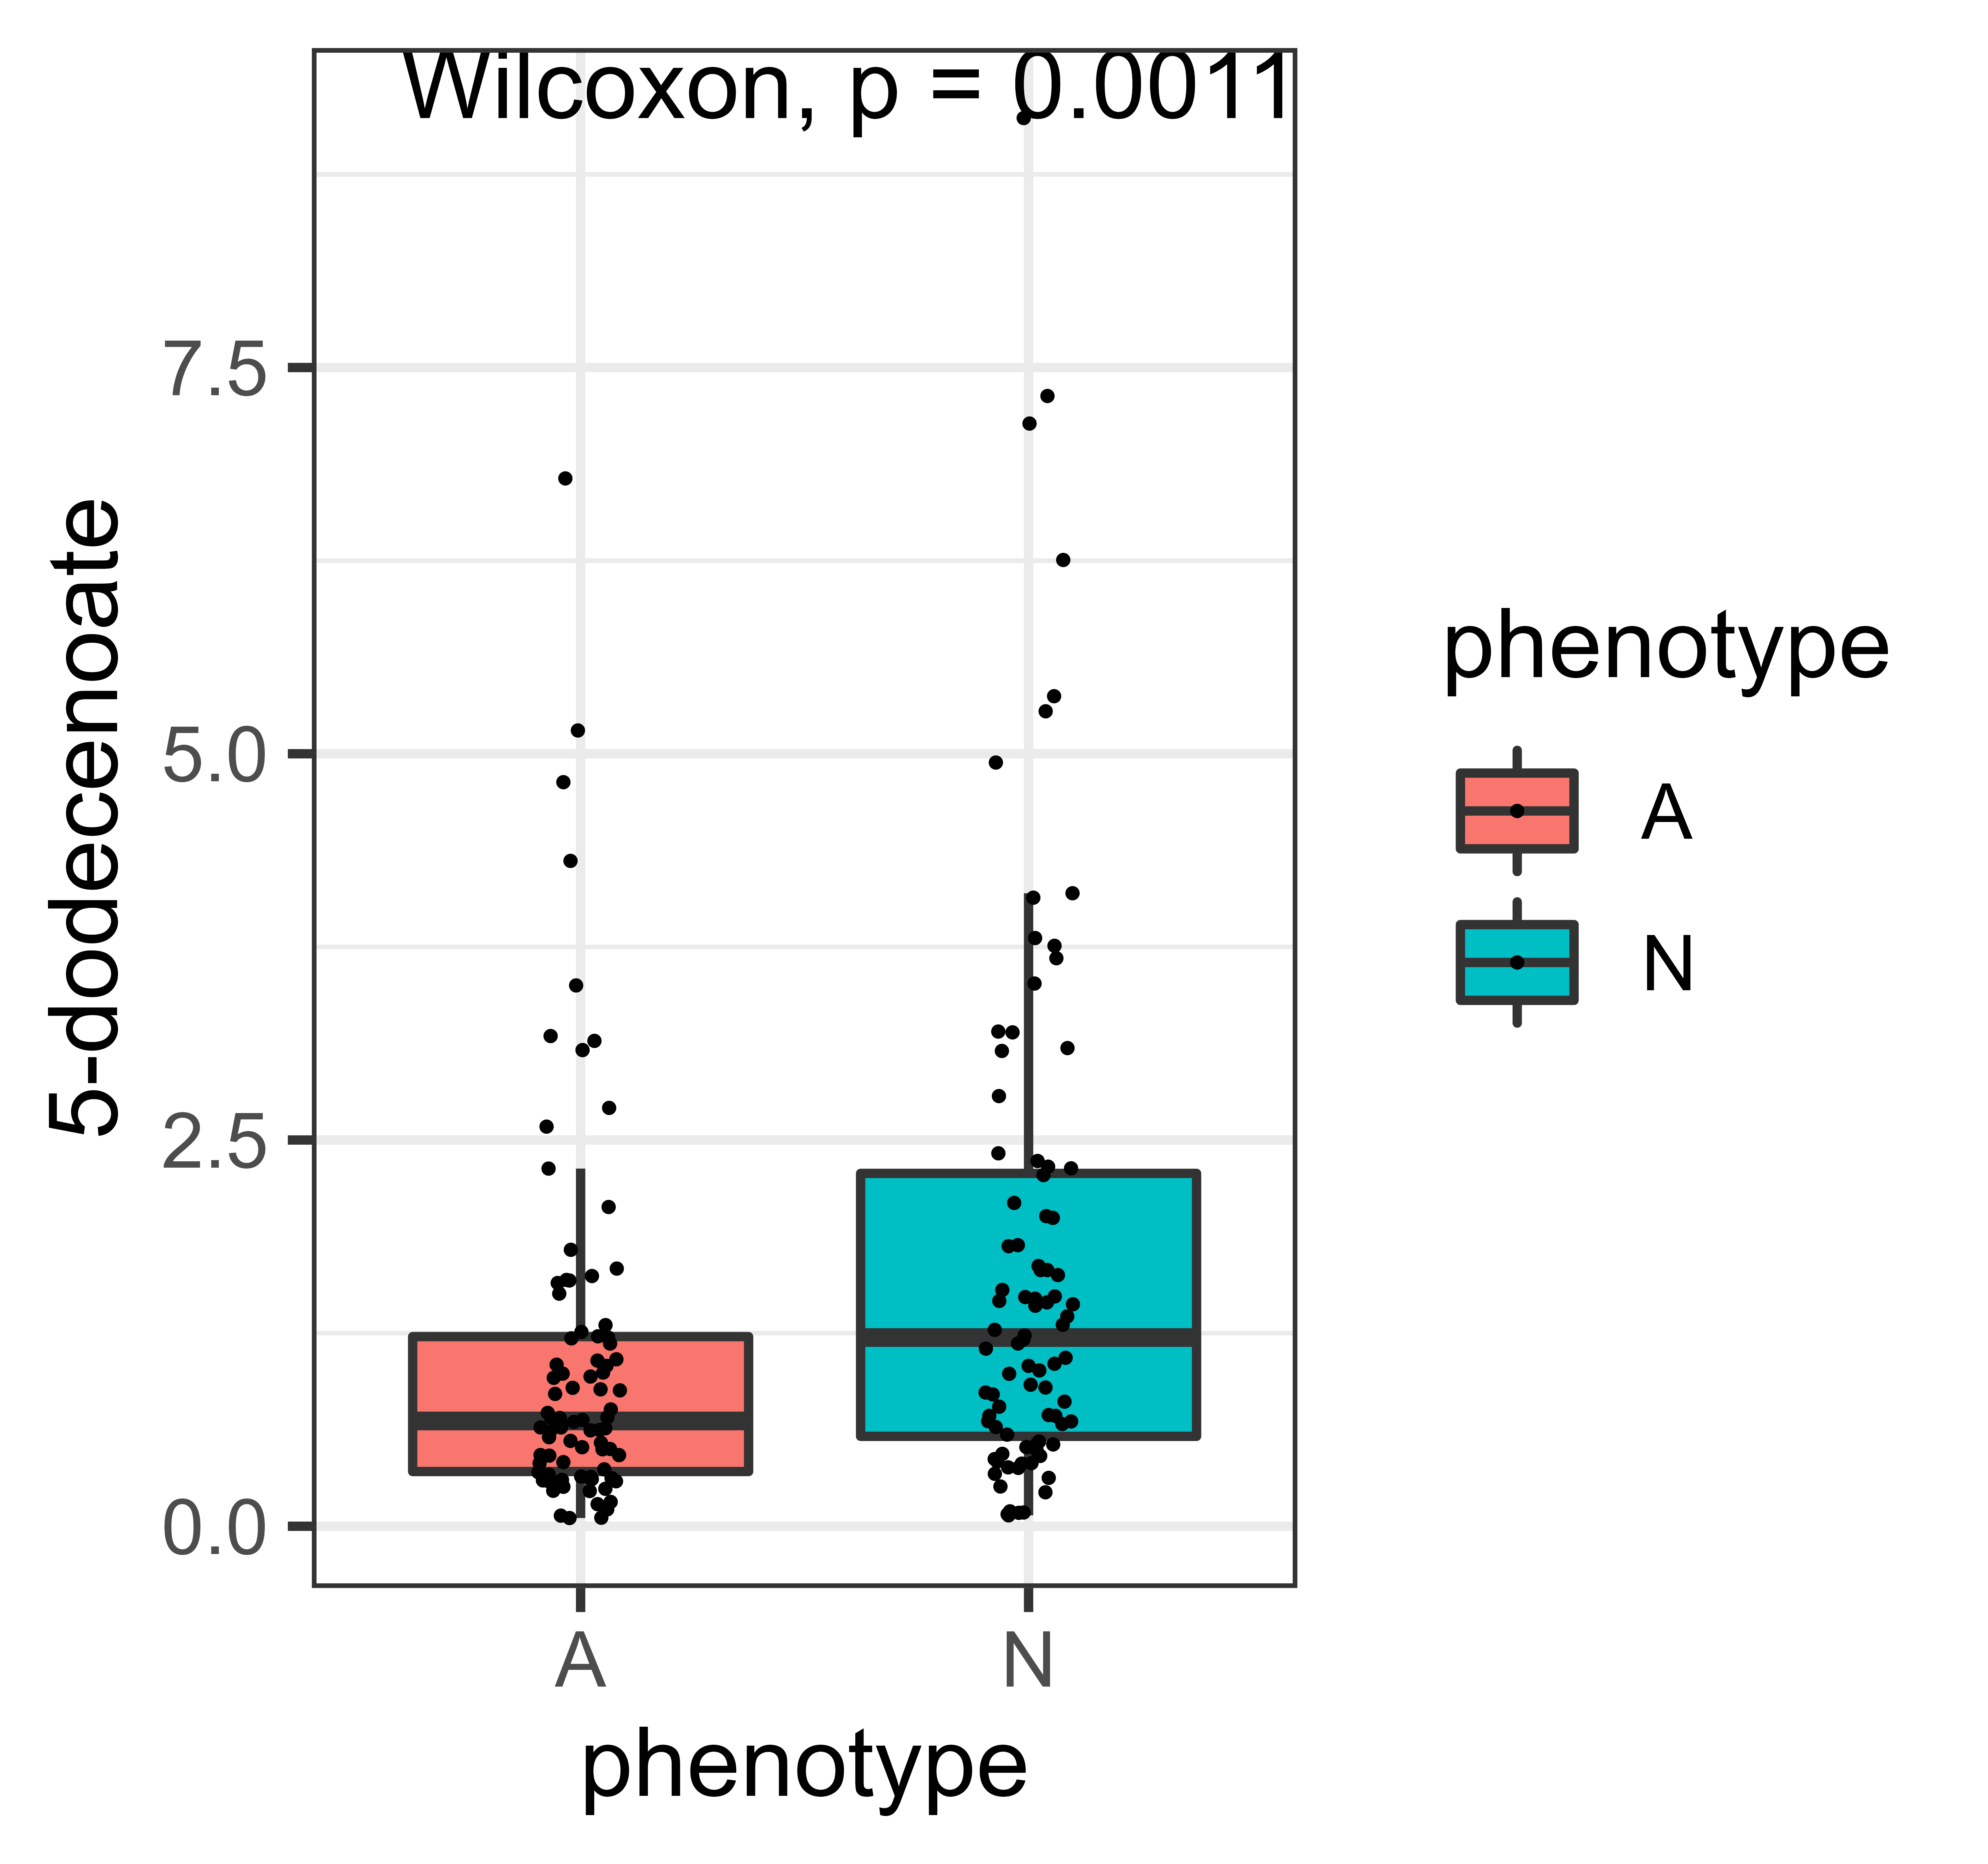 Wilcoxon, p = 0.0011
7.5
5.0
2.5
0.0
5-dodecenoate
A
N
phenotype
phenotype
A
N